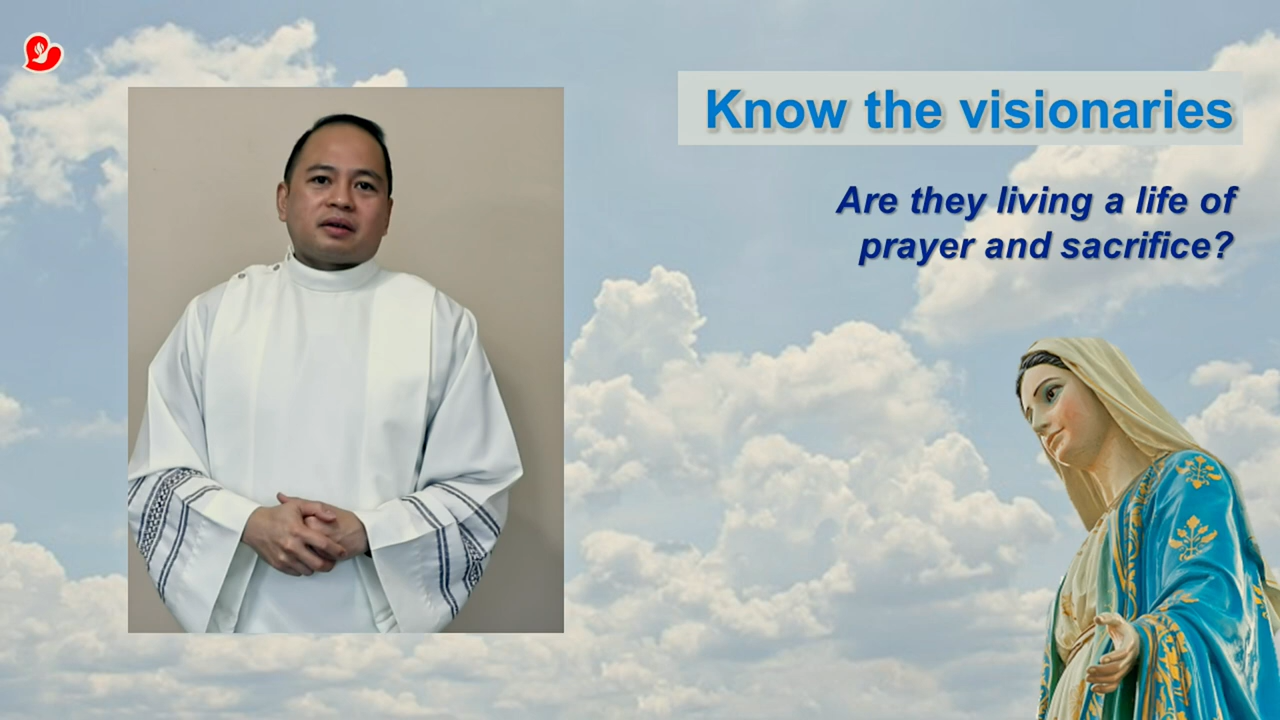 Know the visionaries
Are they living a life of
prayer and sacrifice?